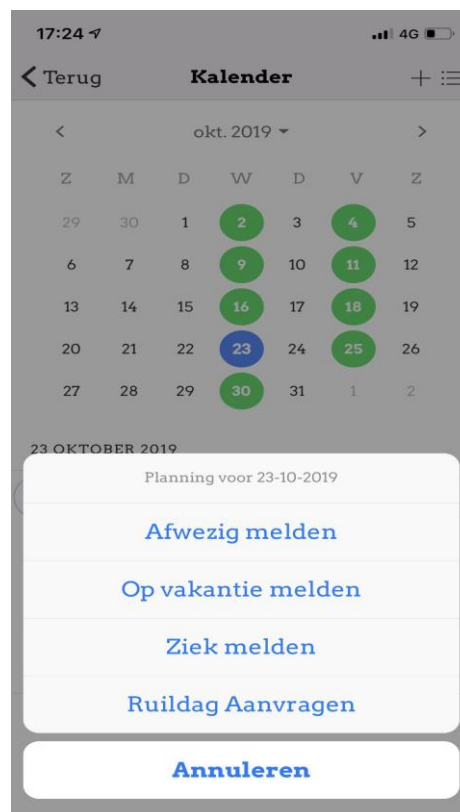 17:24 4G
Terug Kalender
okt. 2019
Z M D W D V Z
29 30 1 2 3 4 5
6 7 8 9 10 11 12
13 14 15 16 17 18 19
20 21 22 23 24 25 26
27 28 29 30 31 1 2
23 OKTOBER 2019
Planning voor 23-10-2019
Afwezig melden
Op vakantie melden
Ziek melden
Ruildag Aanvragen
Annuleren